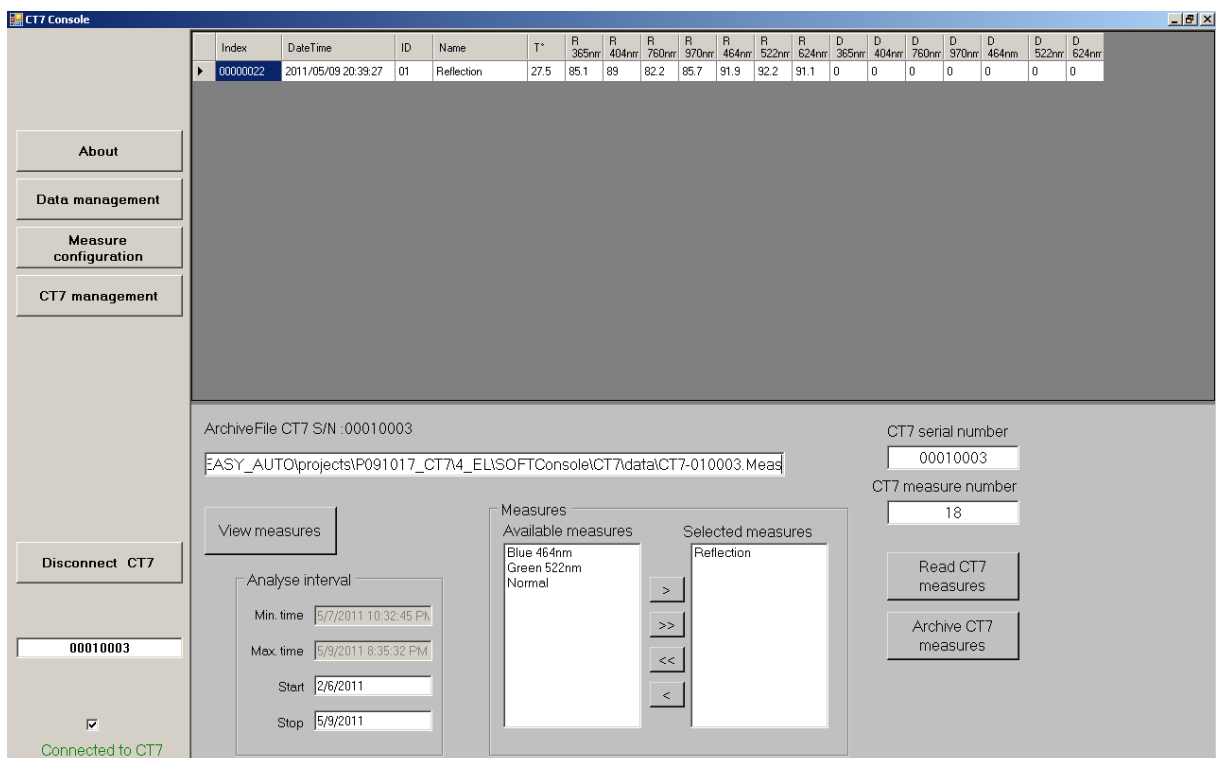 CT7 Console
Index DateTime ID Name T° R 365nm R 404nm R 760nm R 970nm R 464nm R 522nm R 624nm D 365nm D 404nm D 760nm D 970nm D 464nm D 522nm D 624nm
00000022 2011/05/09 20:39:27 01 Reflection 27.5 85.1 89 82.2 85.7 91.9 92.2 91.1 0 0 0 0 0 0 0
About
Data management
Measure
configuration
CT7 management
Disconnect CT7
00010003
Connected to CT7
ArchiveFile CT7 S/N :00010003
EASY_AUTO\projects\P091017_CT7\4_EL\SOFTConsole\CT7\data\CT7-010003.Meas
View measures
Analyse interval
Min. time 5/7/2011 10:32:45 PM
Max. time 5/9/2011 8:35:32 PM
Start 2/6/2011
Stop 5/9/2011
Measures
Available measures
Blue 464nm
Green 522nm
Normal
>
>>
<<
<
Selected measures
Reflection
CT7 serial number
00010003
CT7 measure number
18
Read CT7
measures
Archive CT7
measures